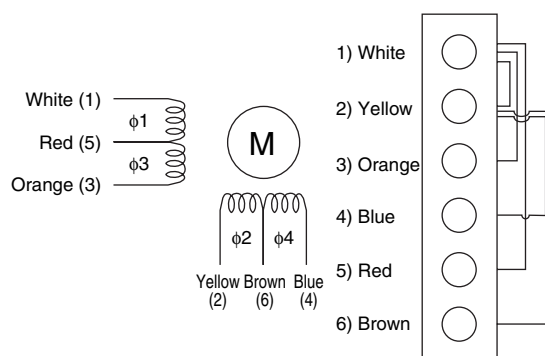 White (1)
φ1
Red (5)
φ3
Orange (3)
M
φ2 φ4
Yellow Brown Blue
(2) (6) (4)
1) White
2) Yellow
3) Orange
4) Blue
5) Red
6) Brown